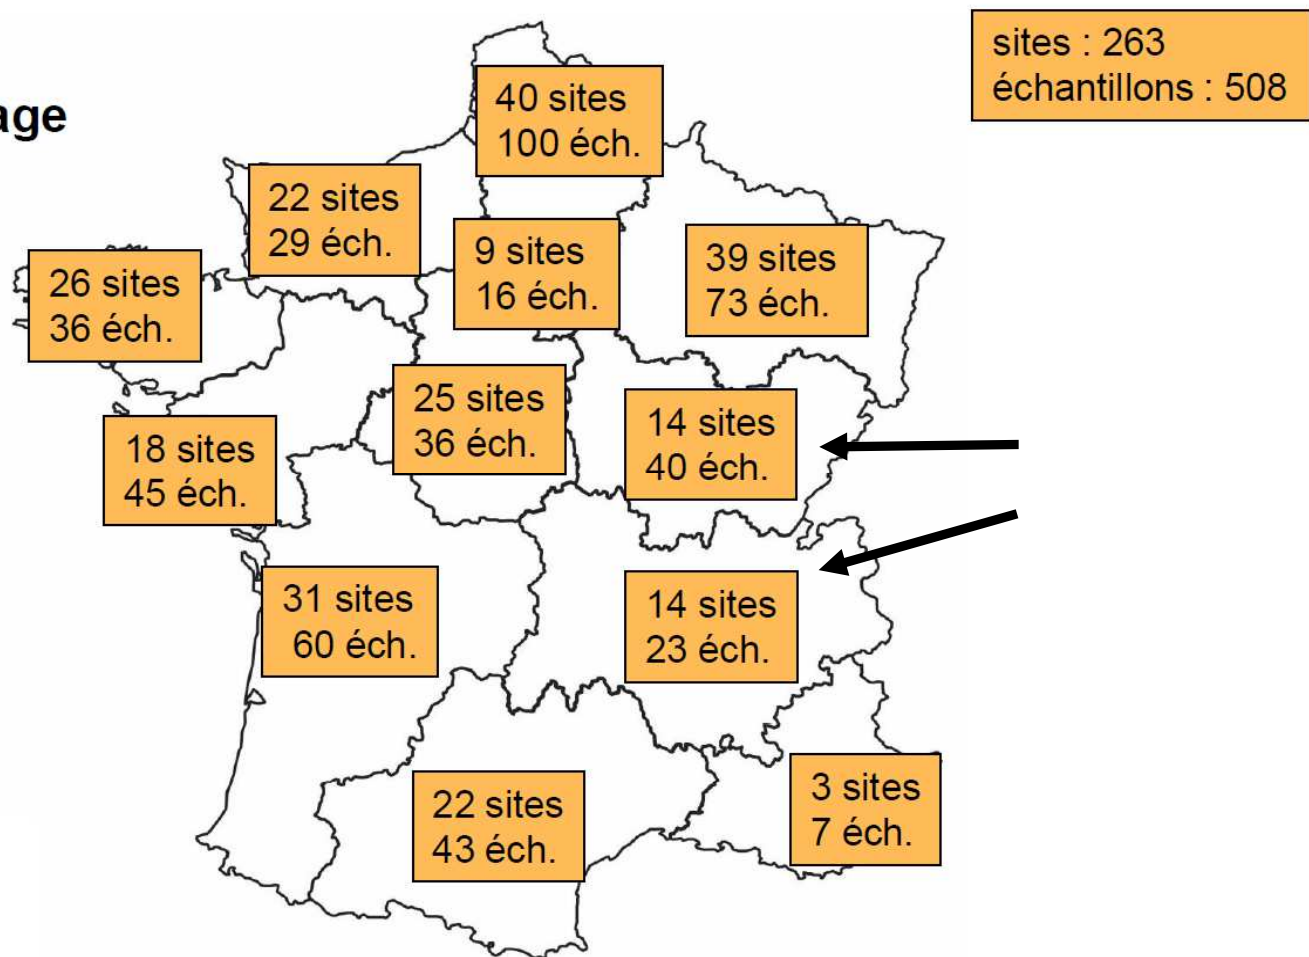 sites : 263
échantillons : 508
age
40 sites
100 éch.
22 sites
29 éch.
9 sites
16 éch.
39 sites
73 éch.
26 sites
36 éch.
25 sites
36 éch.
14 sites
40 éch.
18 sites
45 éch.
31 sites
60 éch.
14 sites
23 éch.
22 sites
43 éch.
3 sites
7 éch.